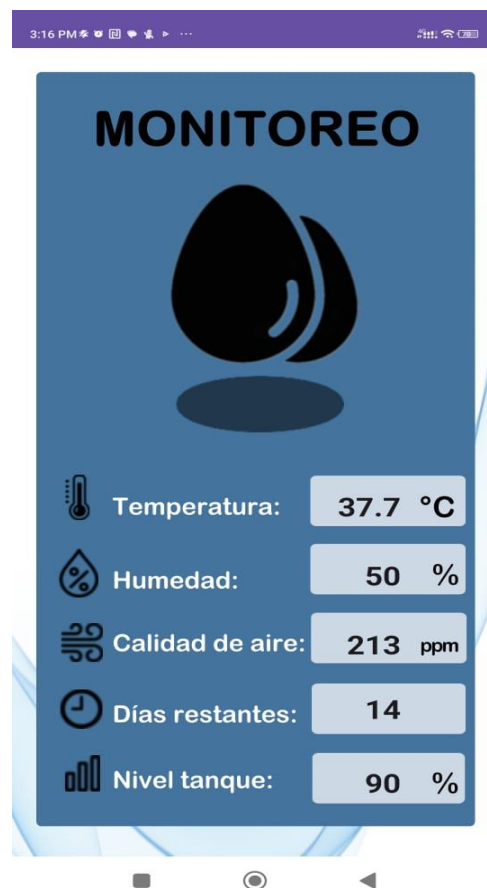 3:16 PM
MONITOREO
Temperatura: 37.7 °C
Humedad: 50 %
Calidad de aire: 213 ppm
Días restantes: 14
Nivel tanque: 90 %